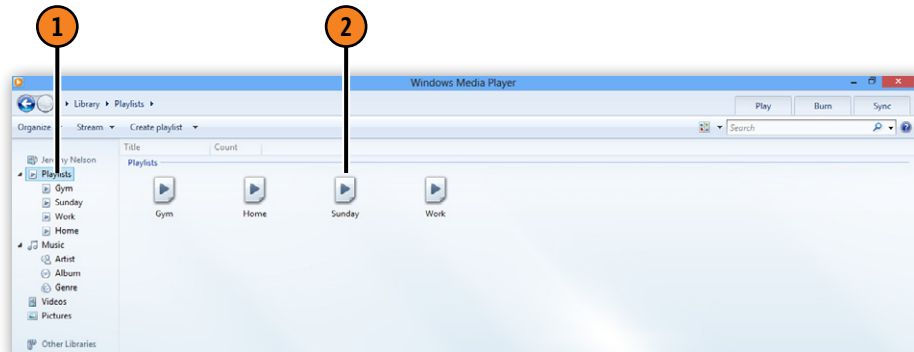 1 2
Windows Media Player
Library Playlists
Play Burn Sync
Organize Stream Create playlist
Search
Title Count
Nelson
Playlists
Playlists
Gym
Sunday
Work
Home
Music
Artist
Album
Genre
Videos
Pictures
Other Libraries
Gym Home Sunday Work